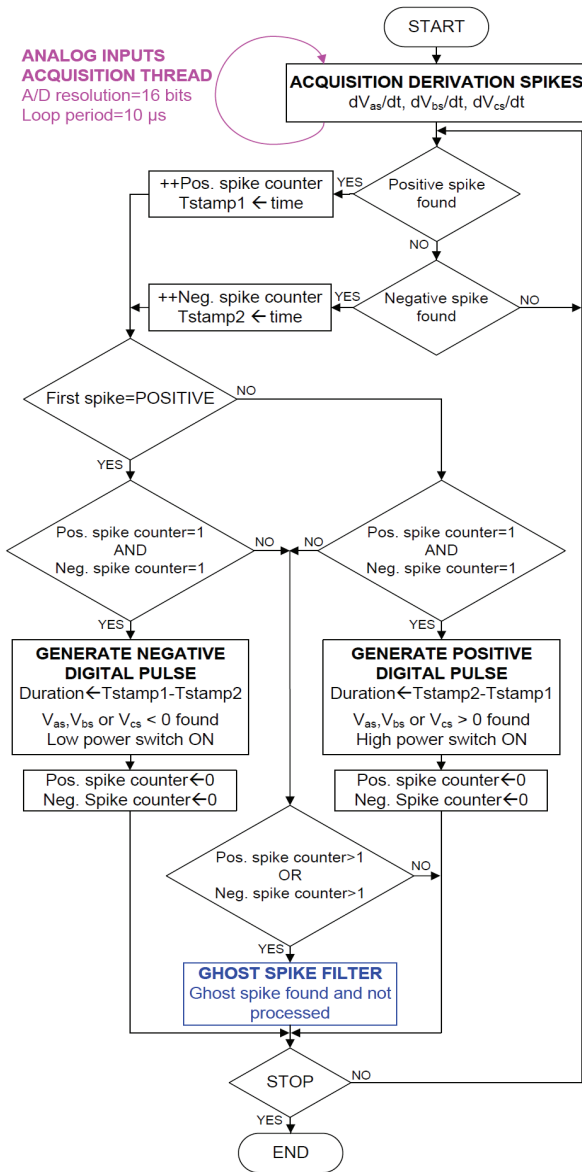 START
ANALOG INPUTS
ACQUISITION THREAD
A/D resolution=16 bits
Loop period=10 µs
ACQUISITION DERIVATION SPIKES
dVas/dt, dVbs/dt, dVcs/dt
Positive spike
found
YES
++Pos. spike counter
Tstamp1 ← time
NO
Negative spike
found
YES
NO
++Neg. spike counter
Tstamp2 ← time
First spike=POSITIVE
NO
YES
Pos. spike counter=1
AND
Neg. spike counter=1
NO
YES
Pos. spike counter=1
AND
Neg. spike counter=1
NO
YES
GENERATE NEGATIVE
DIGITAL PULSE
Duration←Tstamp1-Tstamp2
Vas,Vbs or Vcs < 0 found
Low power switch ON
GENERATE POSITIVE
DIGITAL PULSE
Duration←Tstamp2-Tstamp1
Vas,Vbs or Vcs > 0 found
High power switch ON
Pos. spike counter←0
Neg. Spike counter←0
Pos. spike counter←0
Neg. Spike counter←0
Pos. spike counter>1
OR
Neg. spike counter>1
NO
YES
GHOST SPIKE FILTER
Ghost spike found and not
processed
STOP
NO
YES
END